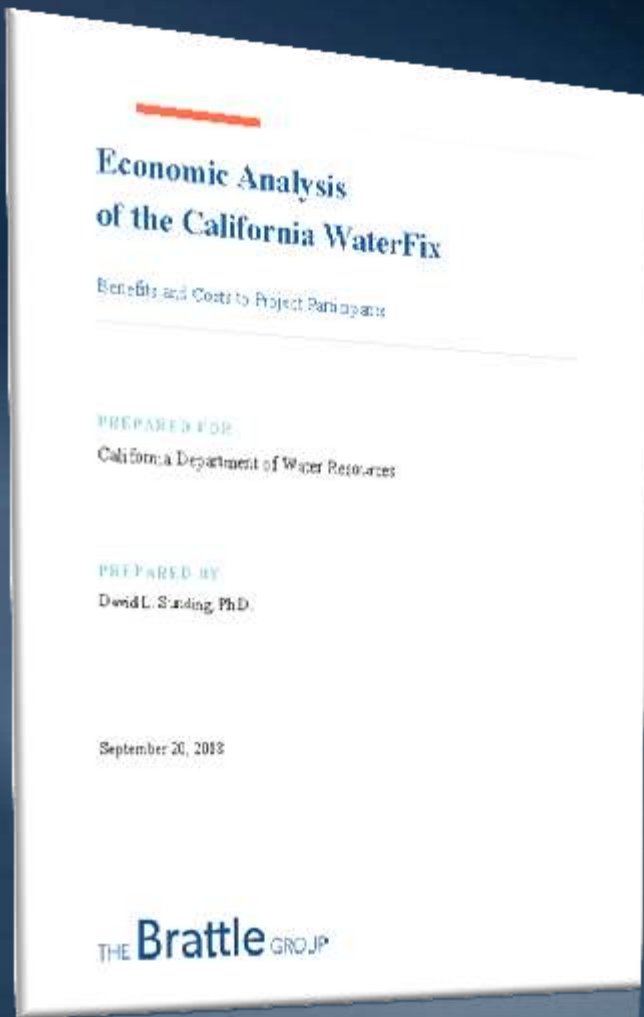 Economic Analysis
of the California WaterFix
Benefits and Costs to Project Participants
PREPARED FOR
California Department of Water Resources
PREPARED BY
David L. Sunding, Ph.D.
September 20, 2018
THE Brattle GROUP